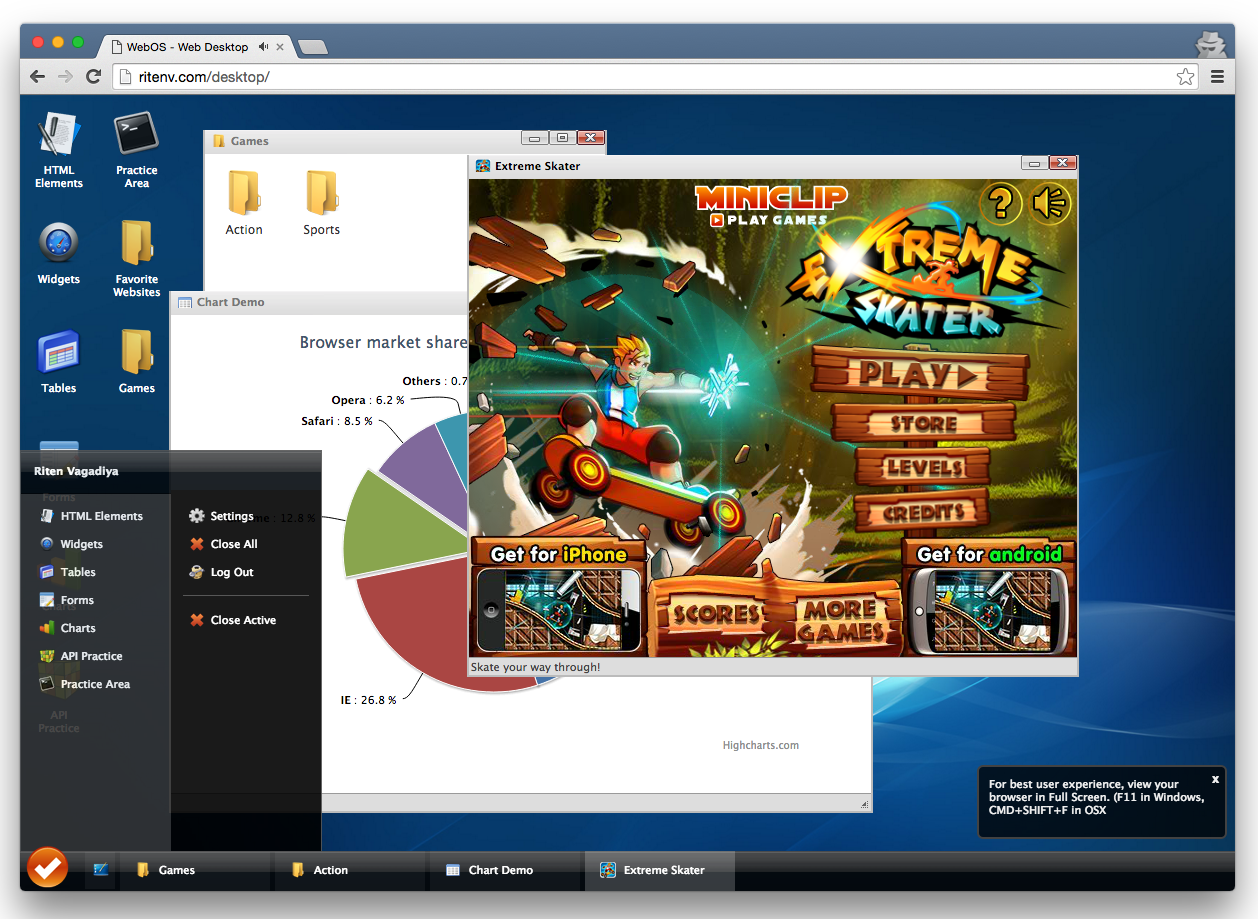 WebOS - Web Desktop
ritenv.com/desktop/
HTML
Elements
Practice
Area
Widgets
Favorite
Websites
Tables
Games
Games
Action
Sports
Chart Demo
Browser market share
Others : 0.7
Opera : 6.2 %
Safari : 8.5 %
12.8 %
IE : 26.8 %
Highcharts.com
Extreme Skater
MINICLIP
PLAY GAMES
?
EXTREME
SKATER
PLAY
STORE
LEVELS
CREDITS
Get for iPhone
Get for android
SCORES
MORE
GAMES
Skate your way through!
Riten Vagadiya
Forms
HTML Elements
Widgets
Tables
Forms
Charts
API Practice
Practice Area
API
Practice
Settings
Close All
Log Out
Close Active
For best user experience, view your
browser in Full Screen. (F11 in Windows,
CMD+SHIFT+F in OSX
x
Games
Action
Chart Demo
Extreme Skater